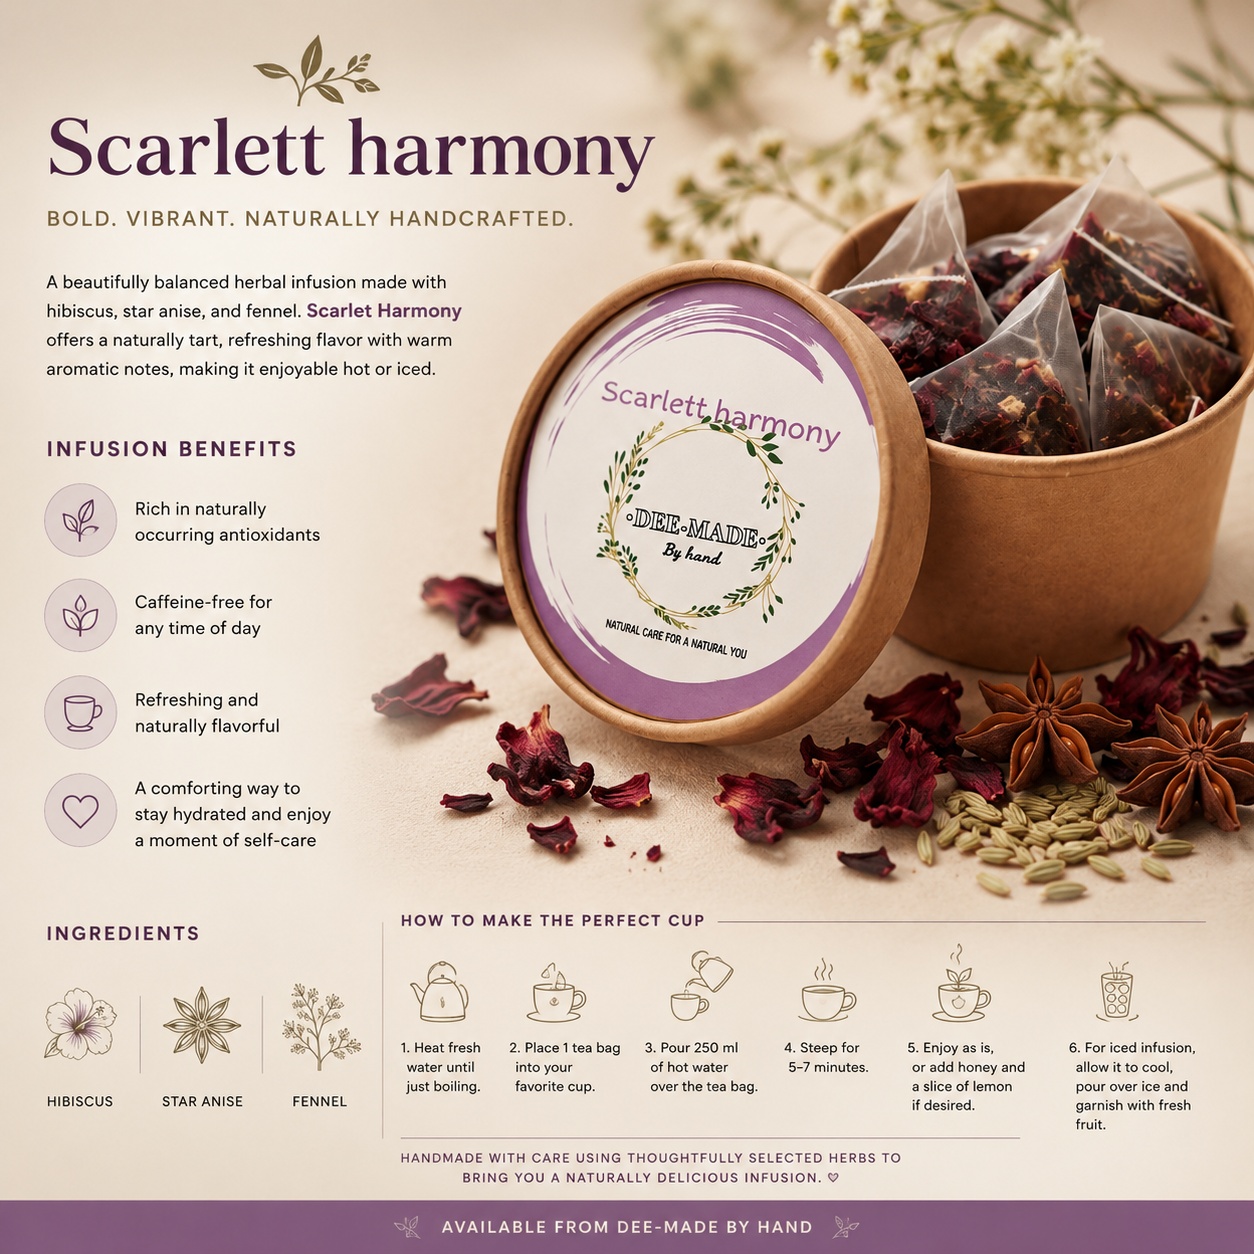 Scarlett harmony
BOLD. VIBRANT. NATURALLY HANDCRAFTED.
A beautifully balanced herbal infusion made with
hibiscus, star anise, and fennel. Scarlet Harmony
offers a naturally tart, refreshing flavor with warm
aromatic notes, making it enjoyable hot or iced.
INFUSION BENEFITS
Rich in naturally
occurring antioxidants
Caffeine-free for
any time of day
Refreshing and
naturally flavorful
A comforting way to
stay hydrated and enjoy
a moment of self-care
Scarlett harmony
•DEE•MADE•
By hand
NATURAL CARE FOR A NATURAL YOU
INGREDIENTS
HIBISCUS
STAR ANISE
FENNEL
HOW TO MAKE THE PERFECT CUP
1. Heat fresh
water until
just boiling.
2. Place 1 tea bag
into your
favorite cup.
3. Pour 250 ml
of hot water
over the tea bag.
4. Steep for
5–7 minutes.
5. Enjoy as is,
or add honey and
a slice of lemon
if desired.
6. For iced infusion,
allow it to cool,
pour over ice and
garnish with fresh
fruit.
HANDMADE WITH CARE USING THOUGHTFULLY SELECTED HERBS TO
BRING YOU A NATURALLY DELICIOUS INFUSION. ♡
AVAILABLE FROM DEE-MADE BY HAND